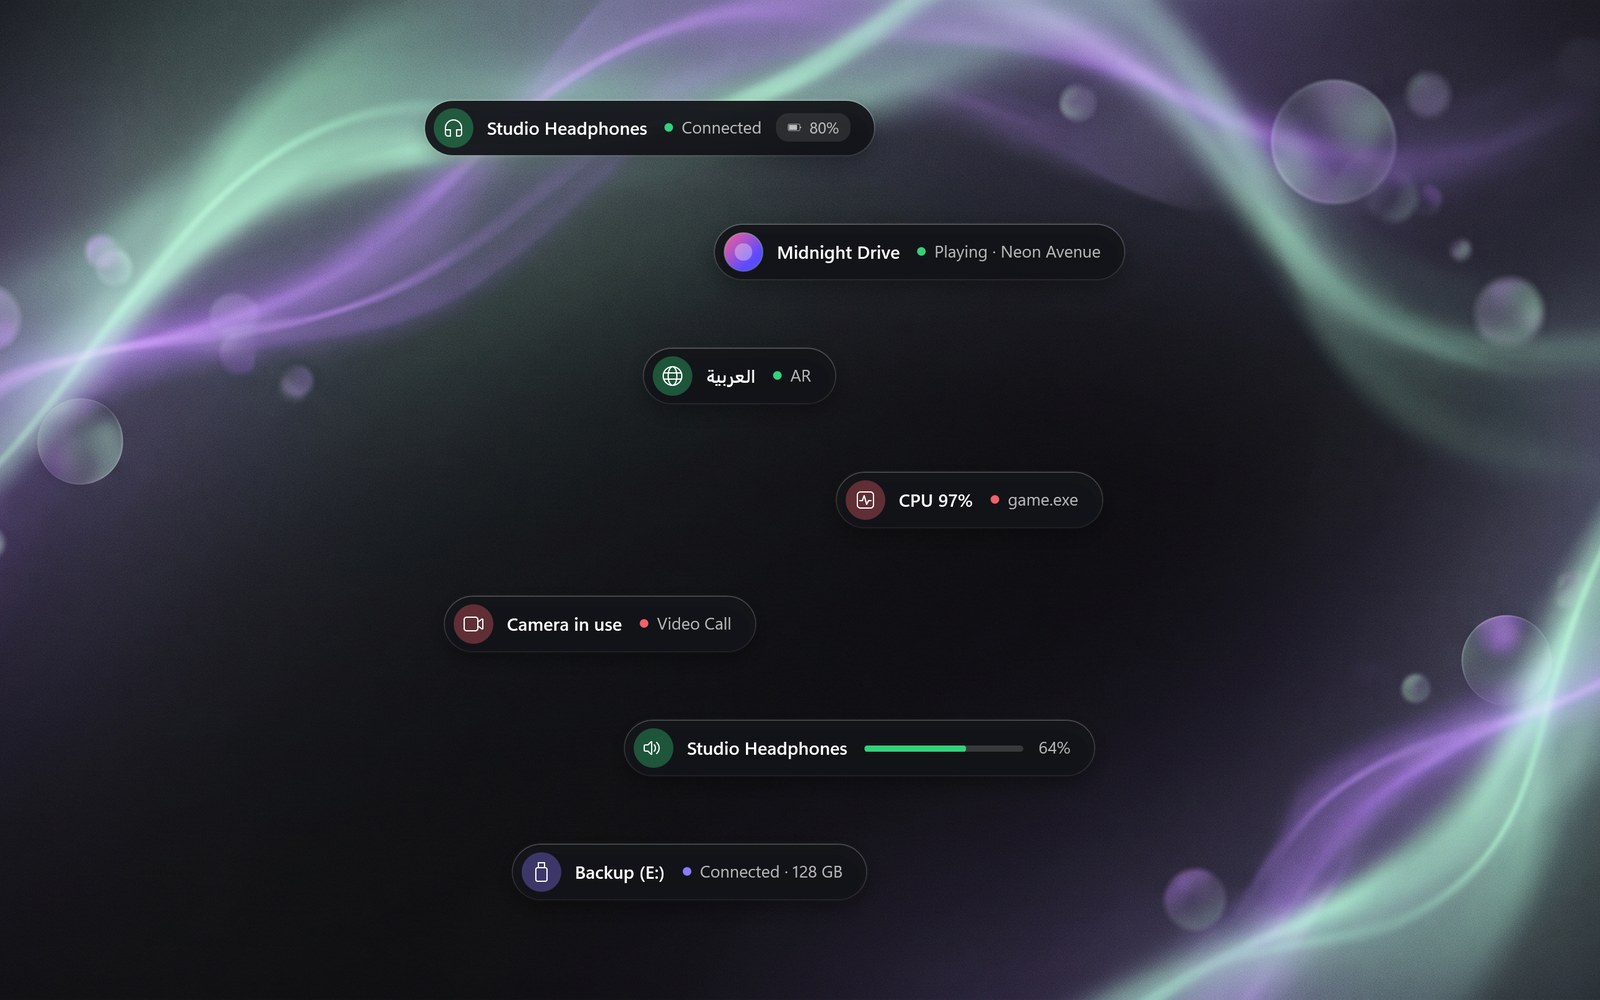 Studio Headphones Connected 80%
Midnight Drive Playing · Neon Avenue
العربية AR
CPU 97% game.exe
Camera in use Video Call
Studio Headphones 64%
Backup (E:) Connected · 128 GB